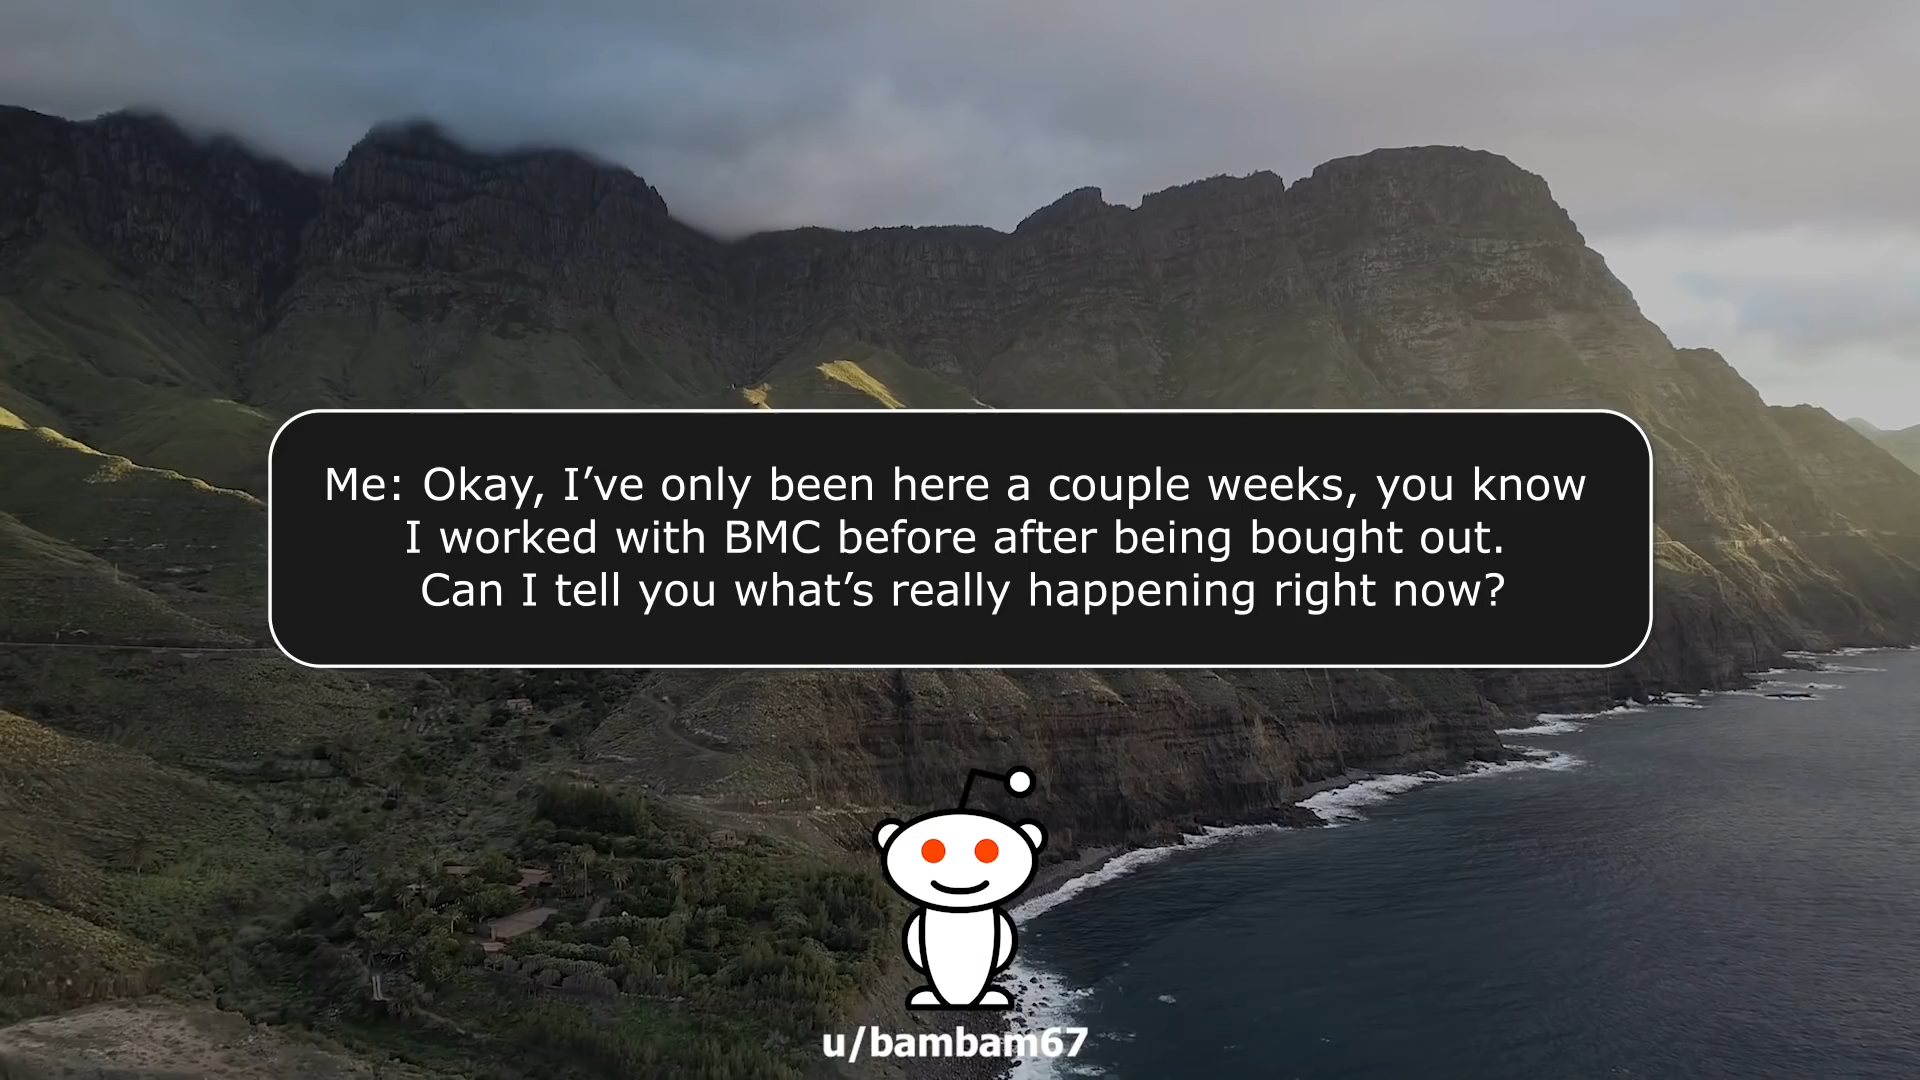 Me: Okay, I’ve only been here a couple weeks, you know
I worked with BMC before after being bought out.
Can I tell you what’s really happening right now?
u/bambam67